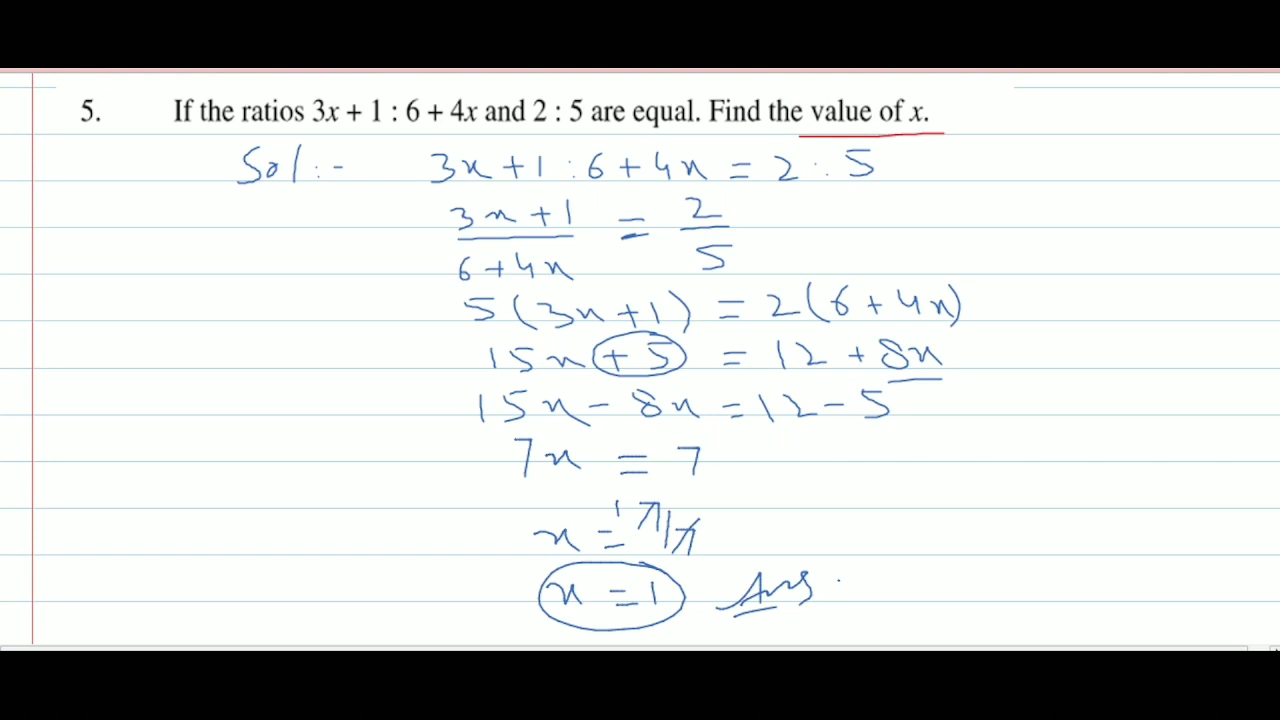 5. If the ratios 3x + 1 : 6 + 4x and 2 : 5 are equal. Find the value of x.
Sol :- 3x + 1 : 6 + 4x = 2 : 5
3x + 1 / 6 + 4x = 2 / 5
5 ( 3x + 1 ) = 2 ( 6 + 4x )
15x + 5 = 12 + 8x
15x - 8x = 12 - 5
7x = 7
x = 1 7/7
x = 1 Ans.